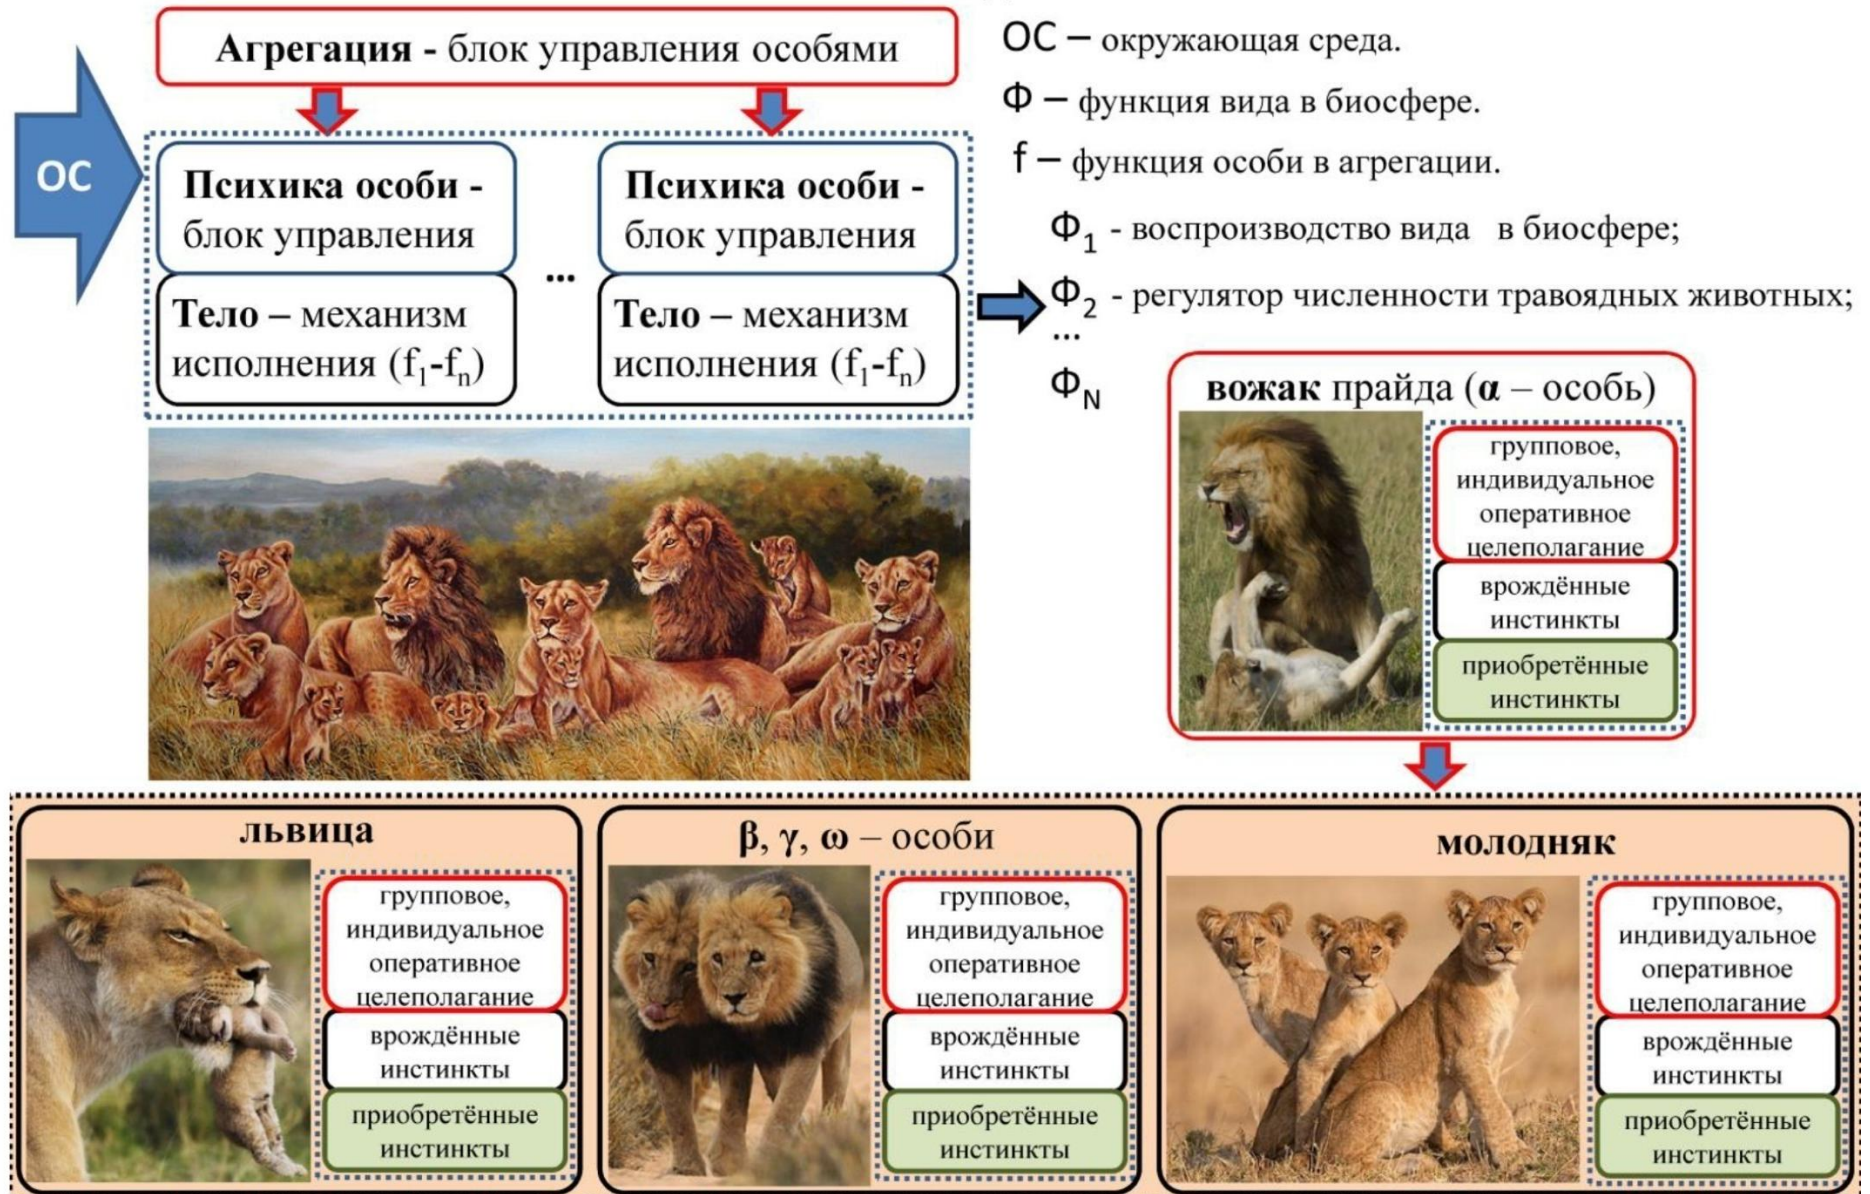 Агрегация - блок управления особями
ОС
Психика особи -
блок управления
Тело – механизм
исполнения (f₁-fₙ)
...
Психика особи -
блок управления
Тело – механизм
исполнения (f₁-fₙ)
ОС – окружающая среда.
Ф – функция вида в биосфере.
f – функция особи в агрегации.
Ф₁ - воспроизводство вида в биосфере;
Ф₂ - регулятор численности травоядных животных;
...
Ф_N
вожак прайда (α – особь)
групповое,
индивидуальное
оперативное
целеполагание
врождённые
инстинкты
приобретённые
инстинкты
львица
групповое,
индивидуальное
оперативное
целеполагание
врождённые
инстинкты
приобретённые
инстинкты
β, γ, ω – особи
групповое,
индивидуальное
оперативное
целеполагание
врождённые
инстинкты
приобретённые
инстинкты
молодняк
групповое,
индивидуальное
оперативное
целеполагание
врождённые
инстинкты
приобретённые
инстинкты